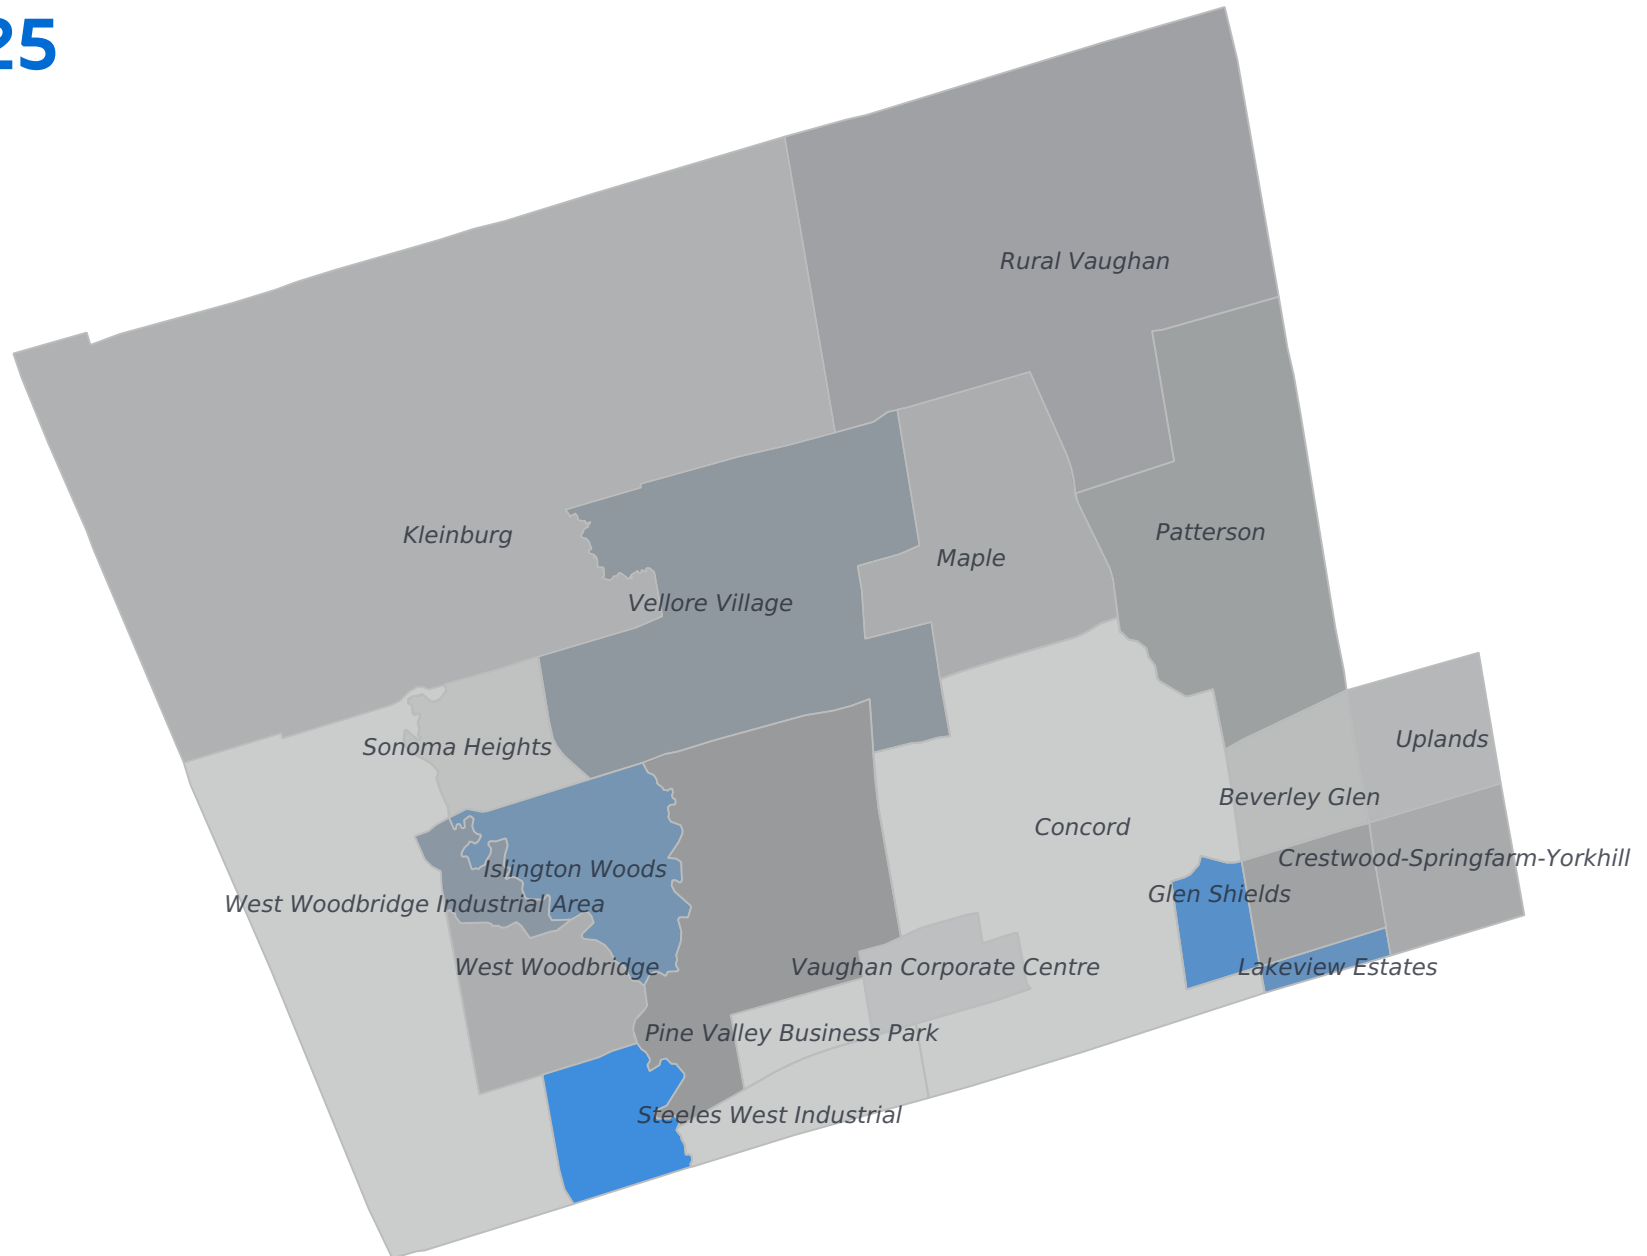 25
Rural Vaughan
Patterson
Kleinburg
Maple
Vellore Village
Uplands
Sonoma Heights
Beverley Glen
Concord
Crestwood-Springfarm-Yorkhill
Islington Woods
Glen Shields
West Woodbridge Industrial Area
West Woodbridge
Vaughan Corporate Centre
Lakeview Estates
Pine Valley Business Park
Steeles West Industrial